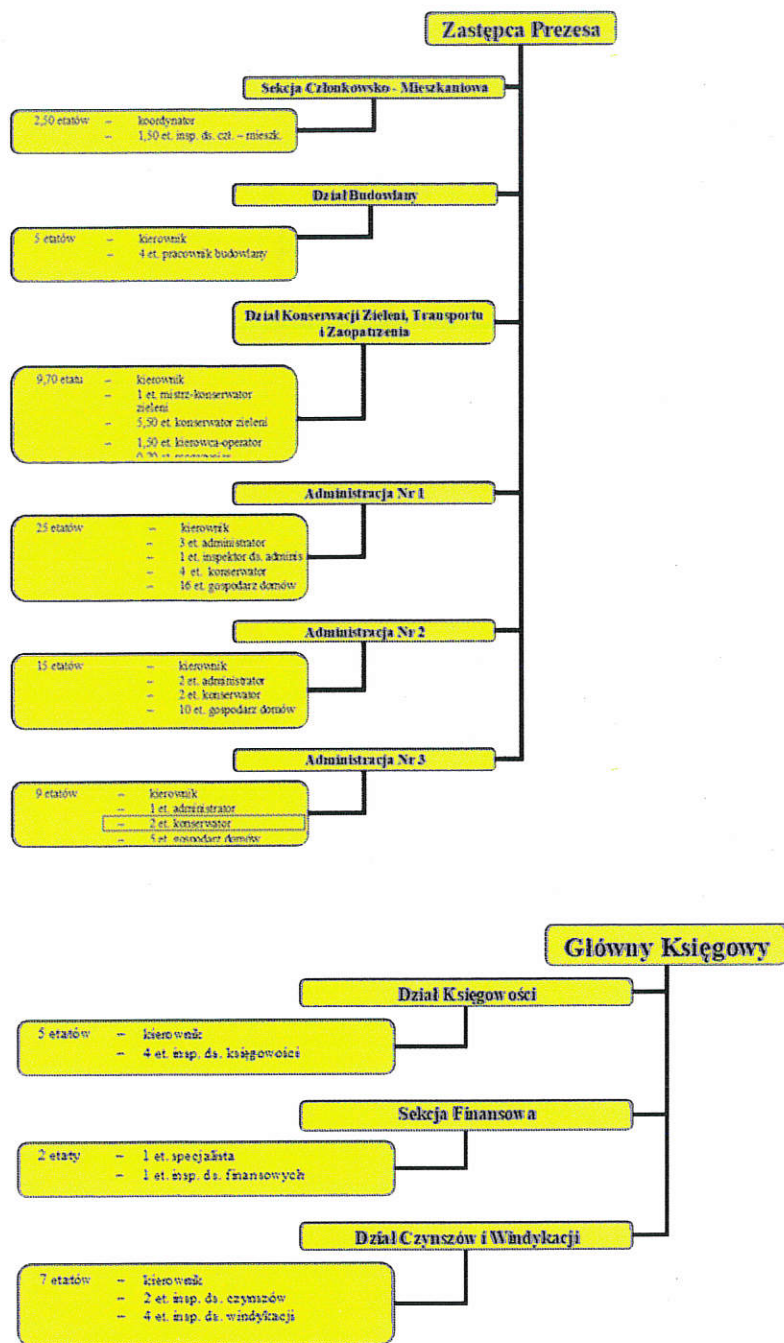 Zastępca Prezesa
Sekcja Członkowsko - Mieszkaniowa
2,50 etatów – koordynator
– 1,50 et. insp. ds. czł. – mieszk.
Dział Budowlany
5 etatów – kierownik
– 4 et. pracownik budowlany
Dział Konserwacji Zieleni, Transportu
i Zaopatrzenia
9,70 etatu – kierownik
– 1 et. mistrz-konserwator
zieleni
– 5,50 et. konserwator zieleni
– 1,50 et. kierowca-operator
0,20 et.
Administracja Nr 1
25 etatów – kierownik
– 3 et. administrator
– 1 et. inspektor ds. adminis
– 4 et. konserwator
– 16 et. gospodarz domów
Administracja Nr 2
15 etatów – kierownik
– 2 et. administrator
– 2 et. konserwator
– 10 et. gospodarz domów
Administracja Nr 3
9 etatów – kierownik
– 1 et. administrator
– 2 et. konserwator
– 5 et. gospodarz domów
Główny Księgowy
Dział Księgowości
5 etatów – kierownik
– 4 et. insp. ds. księgowości
Sekcja Finansowa
2 etaty – 1 et. specjalista
– 1 et. insp. ds. finansowych
Dział Czynszów i Windykacji
7 etatów – kierownik
– 2 et. insp. ds. czynszów
– 4 et. insp. ds. windykacji